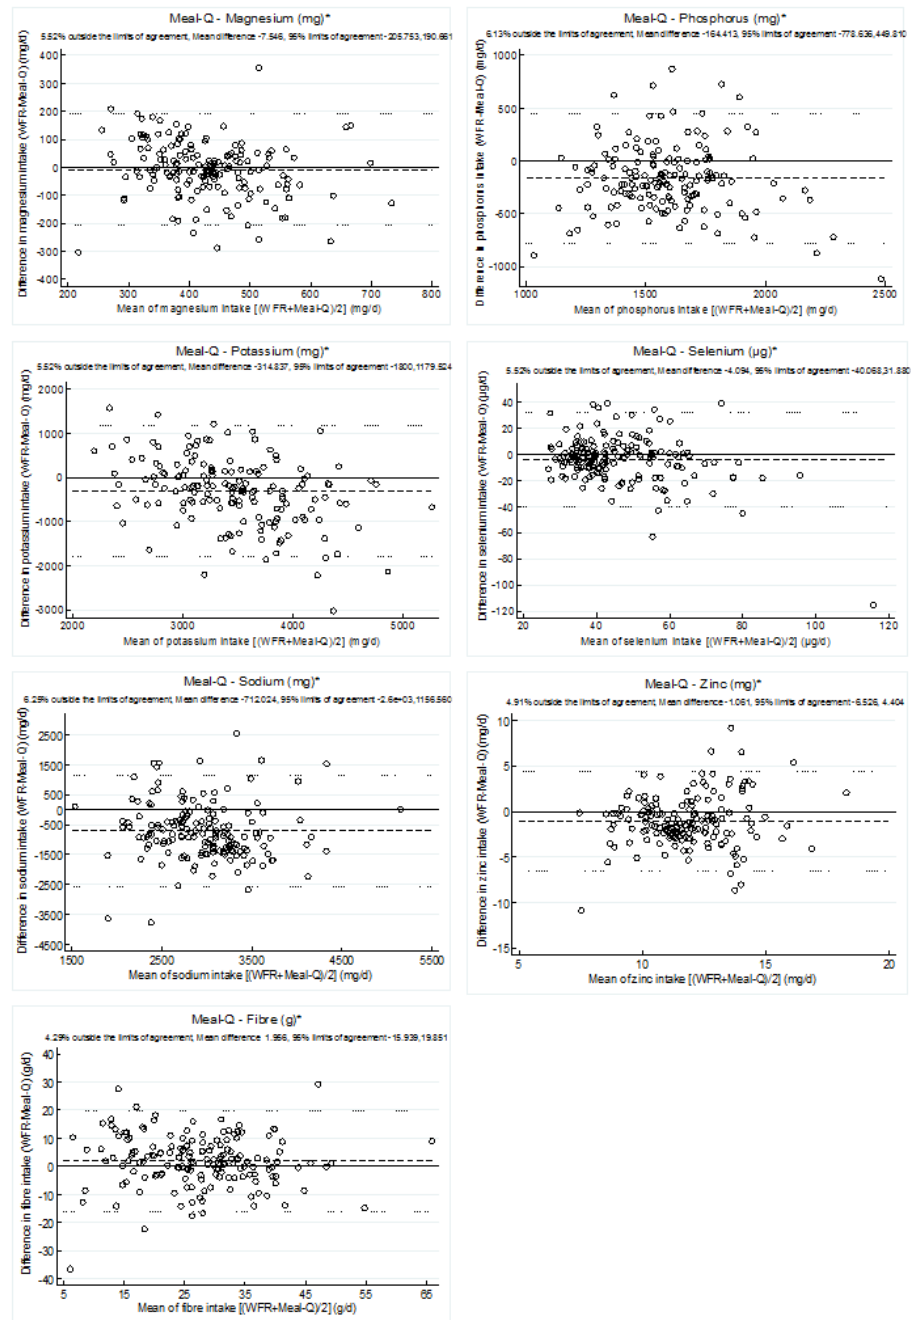 Meal-Q - Magnesium (mg)*
5.52% outside the limits of agreement, Mean difference -7.546, 95% limits of agreement -205.753,190.661
Difference in magnesium intake (WFR-Meal-Q) (mg/d)
400
300
200
100
0
-100
-200
-300
-400
200 300 400 500 600 700 800
Mean of magnesium intake [(WFR+Meal-Q)/2] (mg/d)
Meal-Q - Phosphorus (mg)*
6.13% outside the limits of agreement, Mean difference -164.413, 95% limits of agreement -778.636,449.810
Difference in phosphorus intake (WFR-Meal-Q) (mg/d)
1000
500
0
-500
-1000
1000 1500 2000 2500
Mean of phosphorus intake [(WFR+Meal-Q)/2] (mg/d)
Meal-Q - Potassium (mg)*
5.52% outside the limits of agreement, Mean difference -314.837, 95% limits of agreement -1800,1179.524
Difference in potassium intake (WFR-Meal-Q) (mg/d)
2000
1000
0
-1000
-2000
-3000
2000 3000 4000 5000
Mean of potassium intake [(WFR+Meal-Q)/2] (mg/d)
Meal-Q - Selenium (µg)*
5.52% outside the limits of agreement, Mean difference -4.094, 95% limits of agreement -40.068,31.880
Difference in selenium intake (WFR-Meal-Q) (µg/d)
40
20
0
-20
-40
-60
-80
-100
-120
20 40 60 80 100 120
Mean of selenium intake [(WFR+Meal-Q)/2] (µg/d)
Meal-Q - Sodium (mg)*
6.25% outside the limits of agreement, Mean difference -712.024, 95% limits of agreement -2.6e+03,1156.560
Difference in sodium intake (WFR-Meal-Q) (mg/d)
2500
1500
500
-500
-1500
-2500
-3500
-4500
1500 2500 3500 4500 5500
Mean of sodium intake [(WFR+Meal-Q)/2] (mg/d)
Meal-Q - Zinc (mg)*
4.91% outside the limits of agreement, Mean difference -1.061, 95% limits of agreement -6.526, 4.404
Difference in zinc intake (WFR-Meal-Q) (mg/d)
10
5
0
-5
-10
-15
5 10 15 20
Mean of zinc intake [(WFR+Meal-Q)/2] (mg/d)
Meal-Q - Fibre (g)*
4.29% outside the limits of agreement, Mean difference 1.956, 95% limits of agreement -15.939,19.851
Difference in fibre intake (WFR-Meal-Q) (g/d)
40
30
20
10
0
-10
-20
-30
-40
5 15 25 35 45 55 65
Mean of fibre intake [(WFR+Meal-Q)/2] (g/d)